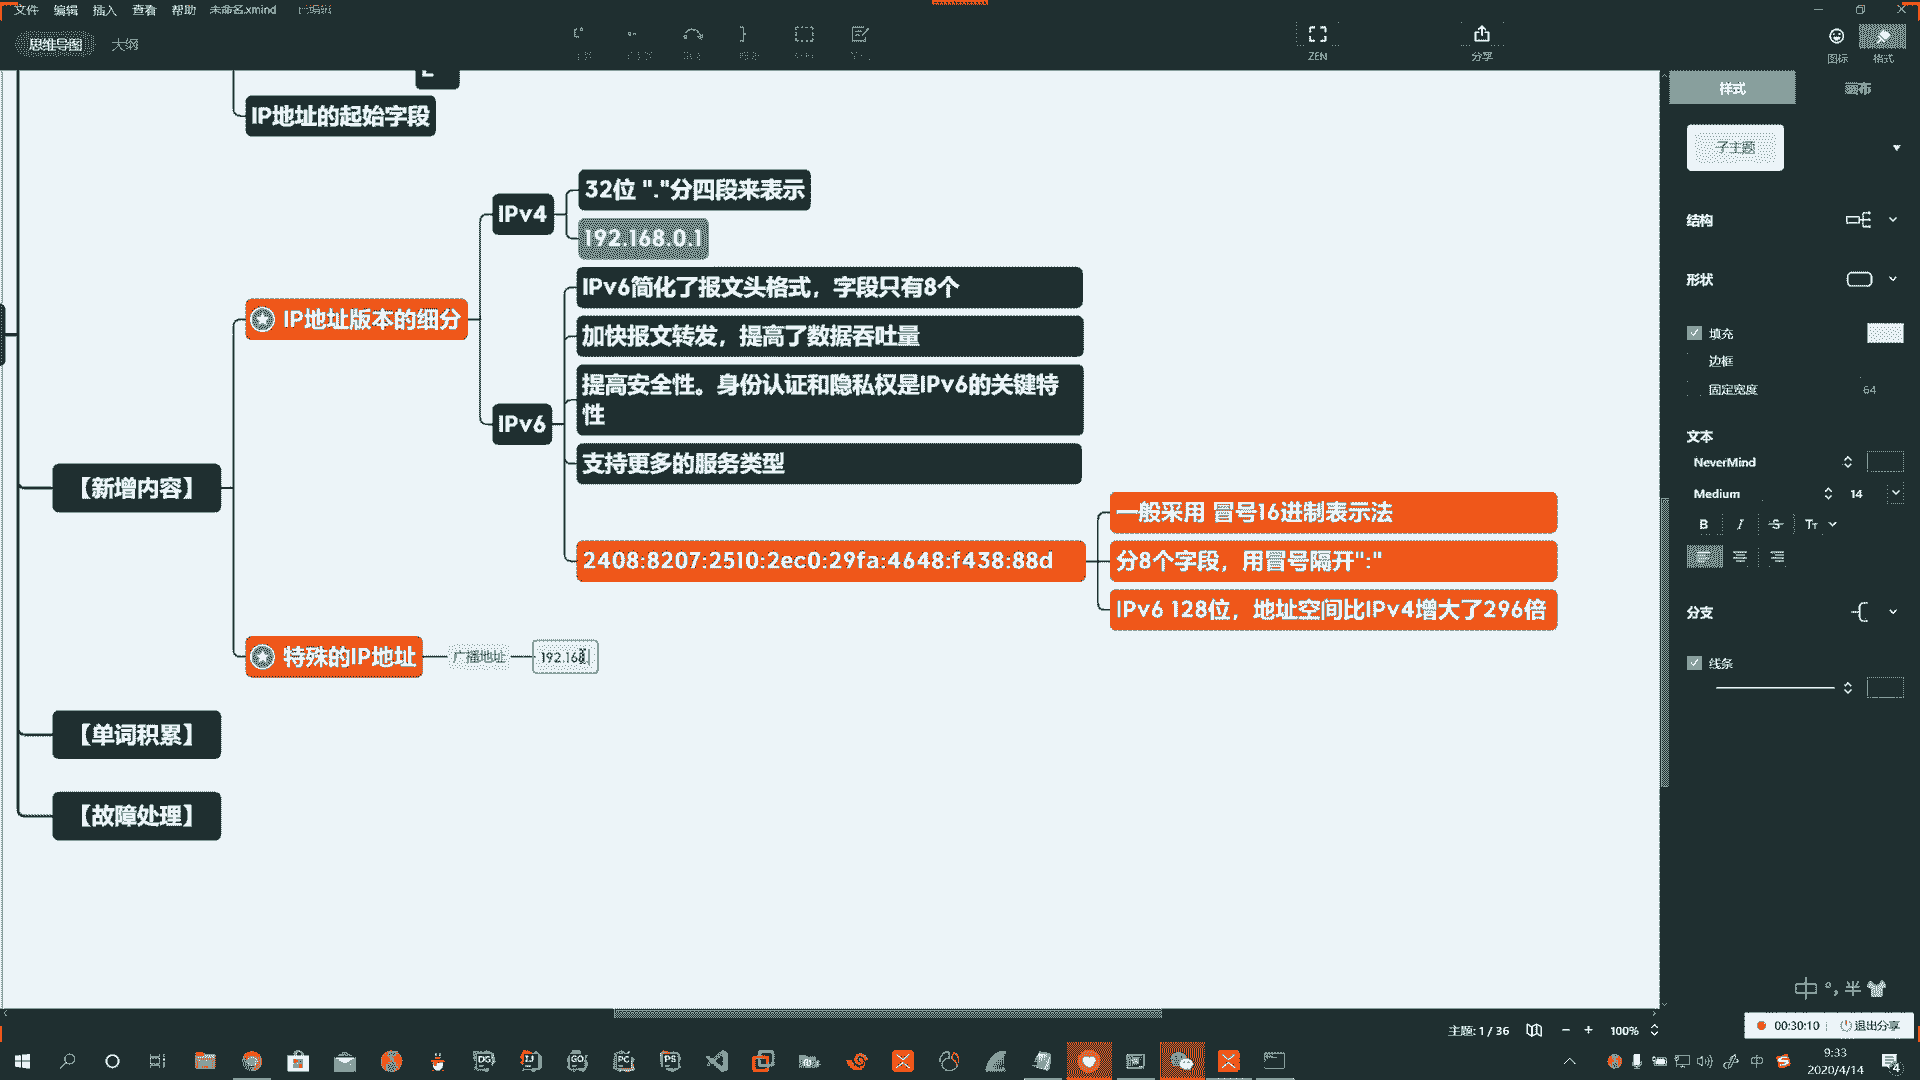 文件 编辑 插入 查看 帮助 未命名.xmind 已编辑
思维导图 大纲
ZEN
分享
图标
格式
样式
画布
IP地址的起始字段
32位 "."分四段来表示
IPv4
192.168.0.1
IPv6简化了报文头格式，字段只有8个
IP地址版本的细分
加快报文转发，提高了数据吞吐量
提高安全性。身份认证和隐私权是IPv6的关键特
性
IPv6
支持更多的服务类型
【新增内容】
一般采用 冒号16进制表示法
2408:8207:2510:2ec0:29fa:4648:f438:88d
分8个字段，用冒号隔开":"
IPv6 128位，地址空间比IPv4增大了296倍
特殊的IP地址
广播地址
192.168.
【单词积累】
【故障处理】
子主题
结构
形状
填充
边框
固定宽度
64
文本
NeverMind
Medium
14
B I S Tт
分支
线条
中 °, 半
主题: 1 / 36
100%
00:30:10
退出分享
DG IJ GO PC PS
中
9:33
2020/4/14
4